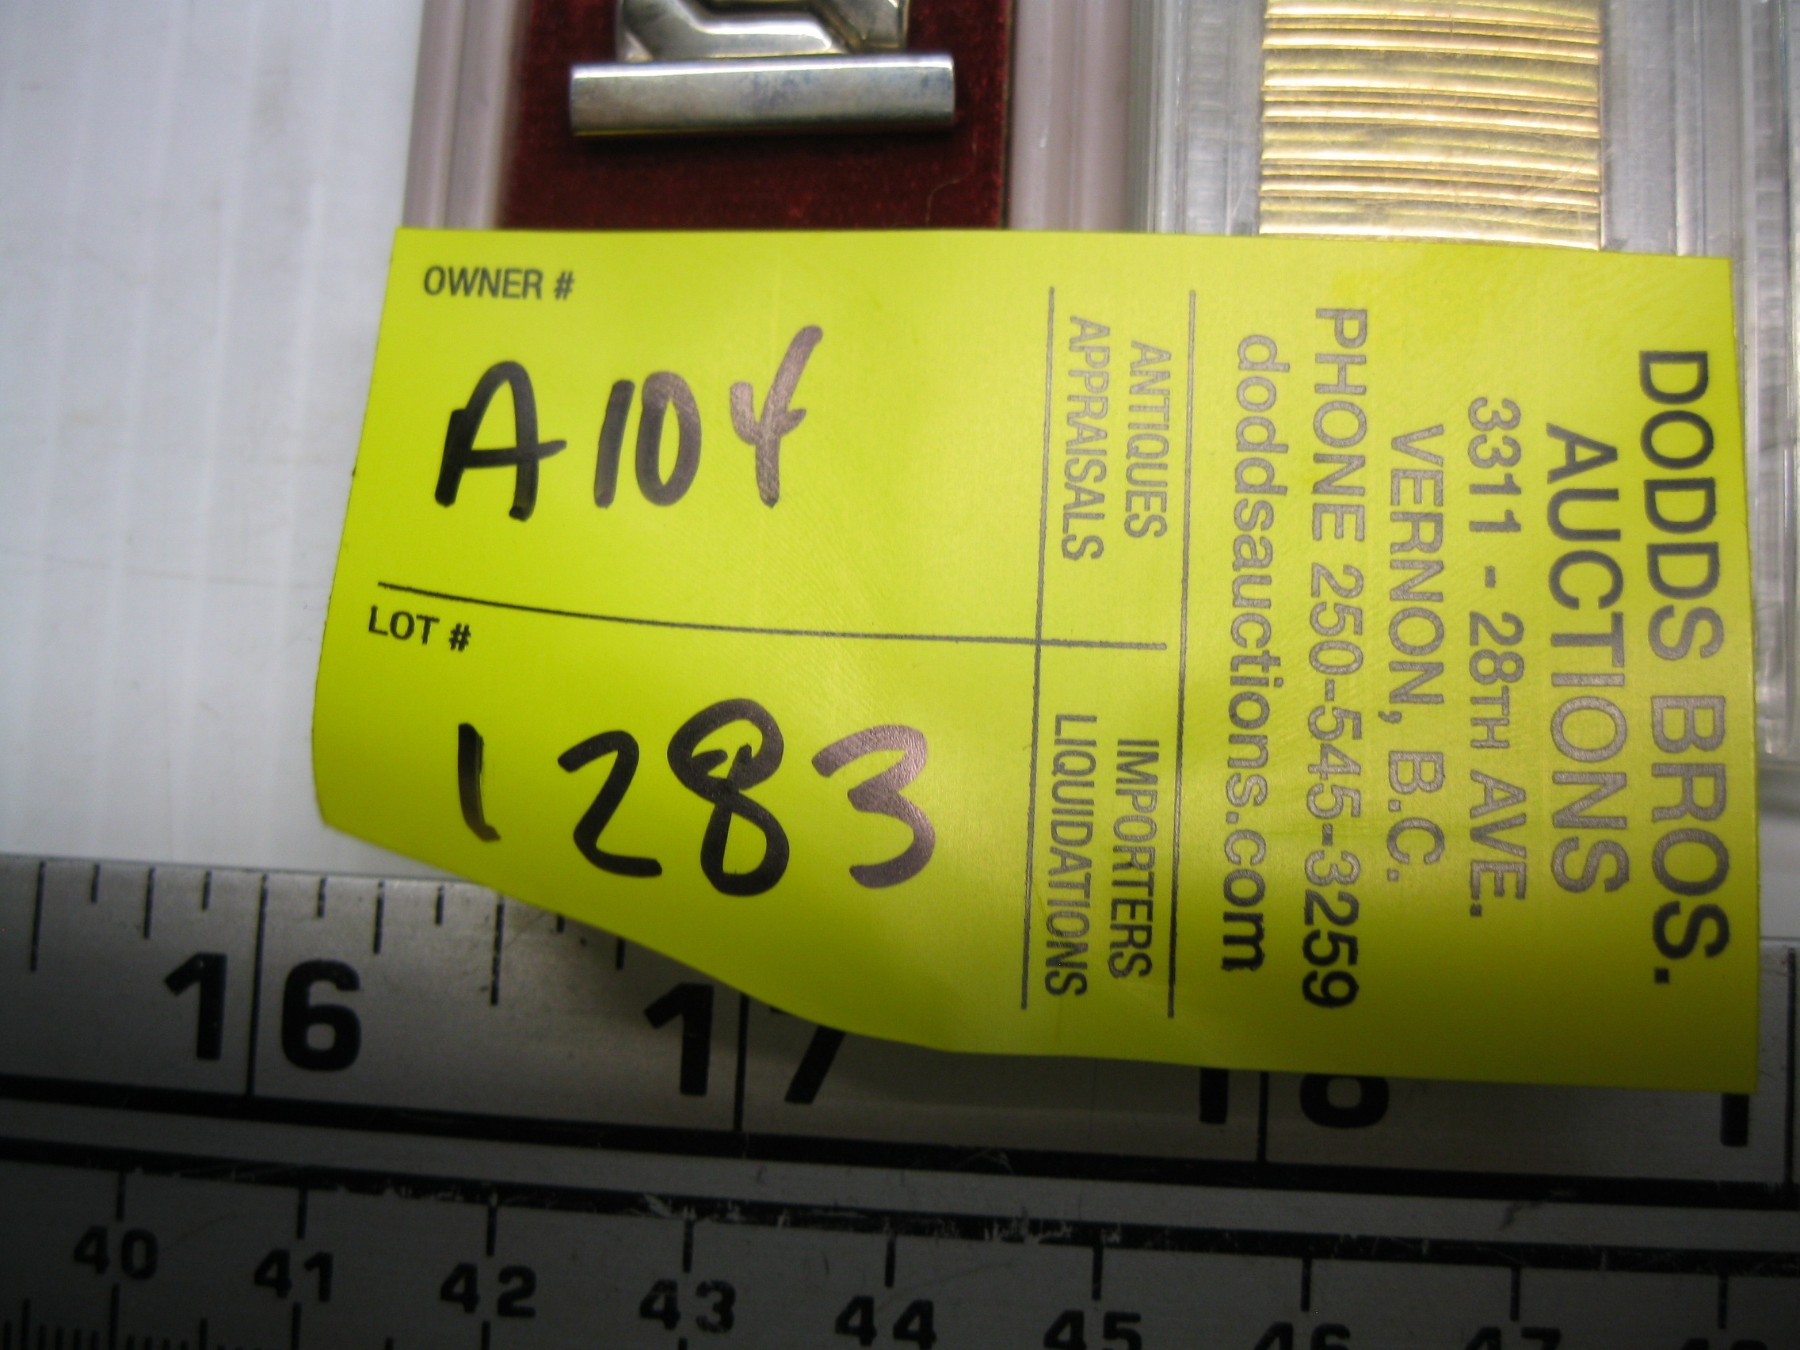 OWNER #
A104
LOT #
1283
DODDS BROS.
AUCTIONS
3311 - 28TH AVE.
VERNON, B.C.
PHONE 250-545-3259
doddsauctions.com
ANTIQUES
APPRAISALS
IMPORTERS
LIQUIDATIONS
16 17 18
40 41 42 43 44 45 46 47